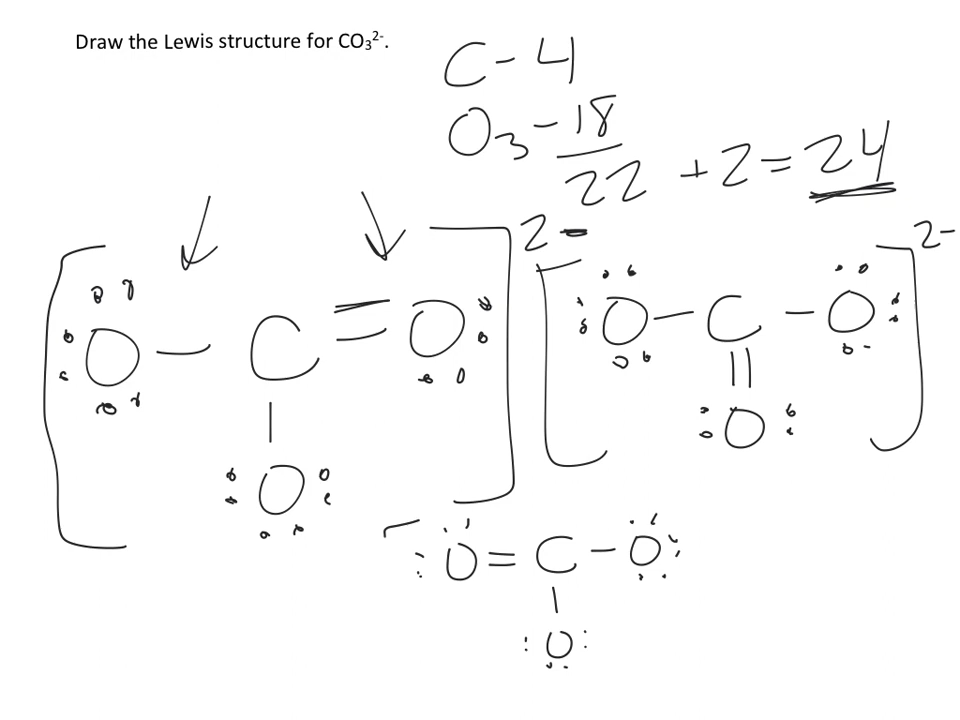 Draw the Lewis structure for CO₃²⁻.
C - 4
O₃ - 18
22 + 2 = 24
2-
2-
O - C = O
O
O - C - O
||
O
O = C - O
|
O